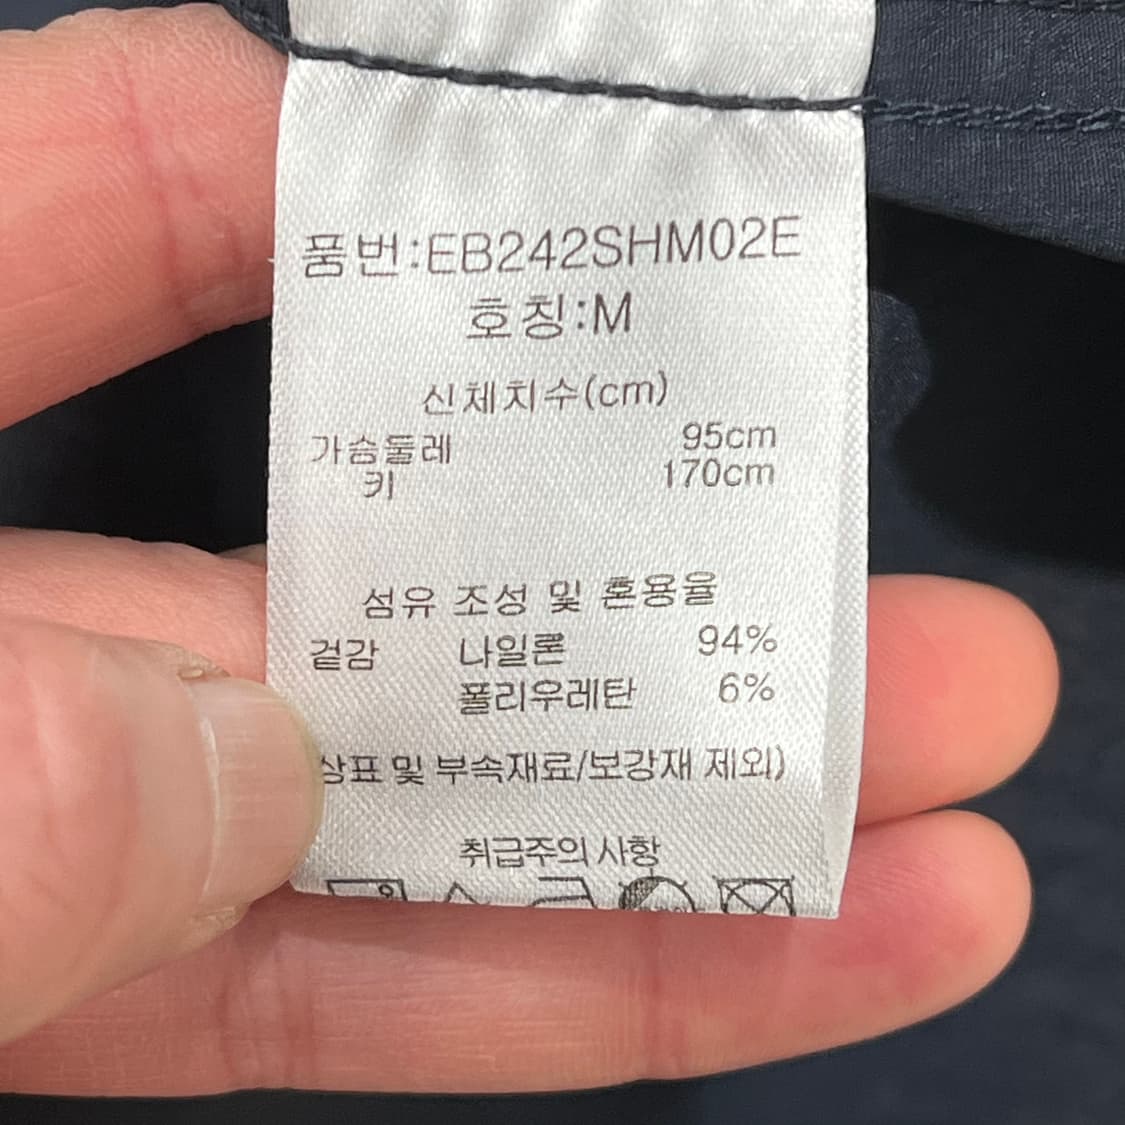 품번:EB242SHM02E
호칭:M
신체치수(cm)
가슴둘레 95cm
키 170cm
섬유 조성 및 혼용율
겉감 나일론 94%
폴리우레탄 6%
상표 및 부속재료/보강재 제외)
취급주의 사항